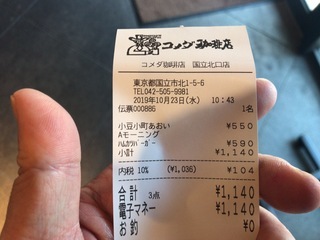 コメダ珈琲店
コメダ珈琲店 国立北口店
東京都国立市北1-5-6
TEL042-505-9981
2019年10月23日(水) 10:43
伝票000886 1名
小豆小町あおい ¥550
Aモーニング
ハムカツバーガー ¥590
小計 ¥1,140
内税 10% (¥1,036) ¥104
合計 3点 ¥1,140
電子マネー ¥1,140
お釣 ¥0